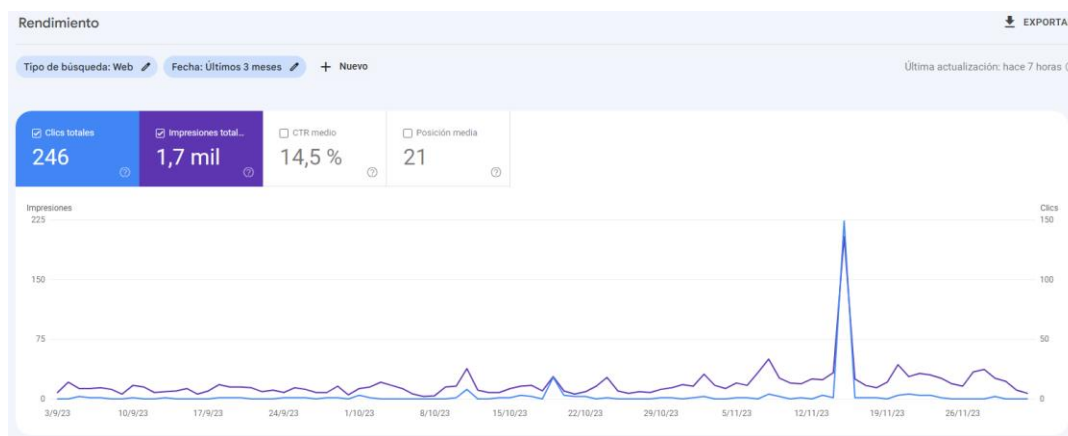 Rendimiento
EXPORTA
Tipo de búsqueda: Web
Fecha: Últimos 3 meses
+ Nuevo
Última actualización: hace 7 horas
Clics totales
Impresiones total...
CTR medio
Posición media
246
1,7 mil
14,5 %
21
Impresiones
Clics
225
150
150
100
75
50
0
0
3/9/23
10/9/23
17/9/23
24/9/23
1/10/23
8/10/23
15/10/23
22/10/23
29/10/23
5/11/23
12/11/23
19/11/23
26/11/23